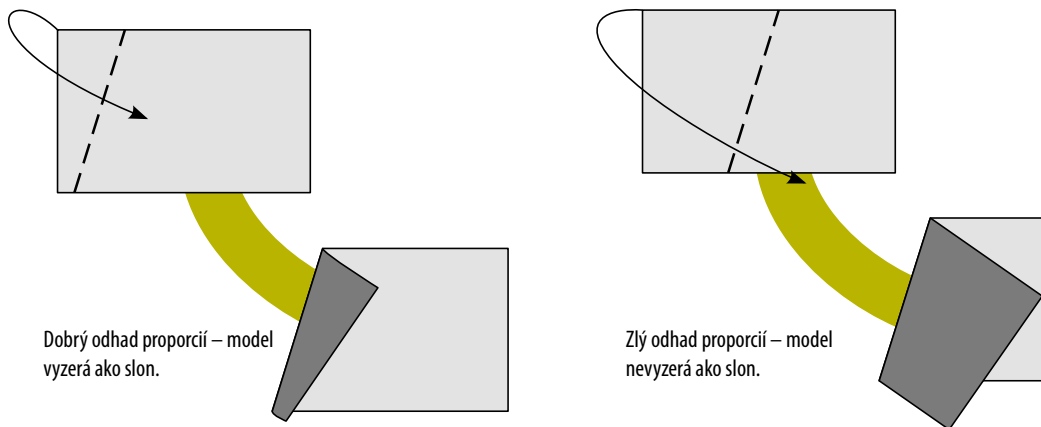 Dobrý odhad proporcií – model
vyzerá ako slon.
Zlý odhad proporcií – model
nevyzerá ako slon.